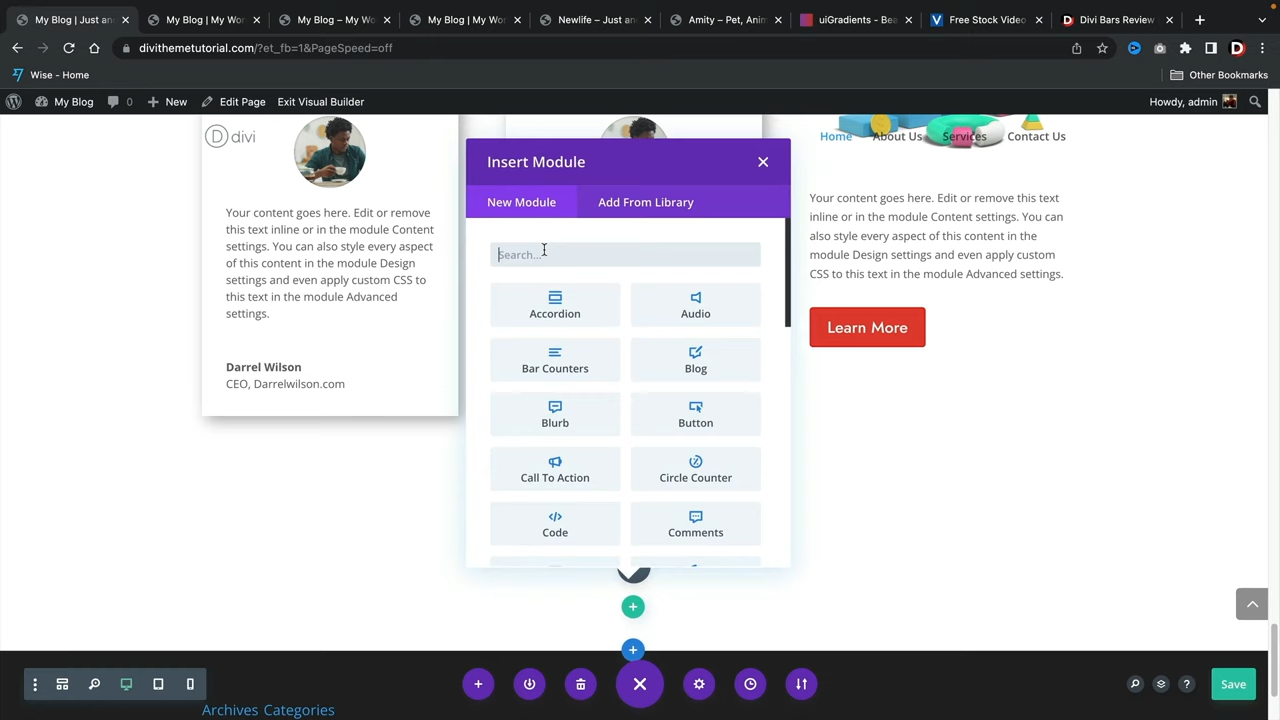 My Blog | Just and
My Blog | My Wor
My Blog – My Wo
My Blog | My Wor
Newlife – Just an
Amity – Pet, Anim
uiGradients - Bea
Free Stock Video
Divi Bars Review
divithemetutorial.com/?et_fb=1&PageSpeed=off
Wise - Home
Other Bookmarks
My Blog
0
New
Edit Page
Exit Visual Builder
Howdy, admin
divi
Home
About Us
Services
Contact Us
Your content goes here. Edit or remove
this text inline or in the module Content
settings. You can also style every aspect
of this content in the module Design
settings and even apply custom CSS to
this text in the module Advanced
settings.
Darrel Wilson
CEO, Darrelwilson.com
Insert Module
New Module
Add From Library
Search...
Accordion
Audio
Bar Counters
Blog
Blurb
Button
Call To Action
Circle Counter
Code
Comments
Your content goes here. Edit or remove this text
inline or in the module Content settings. You can
also style every aspect of this content in the
module Design settings and even apply custom
CSS to this text in the module Advanced settings.
Learn More
Save
Archives Categories